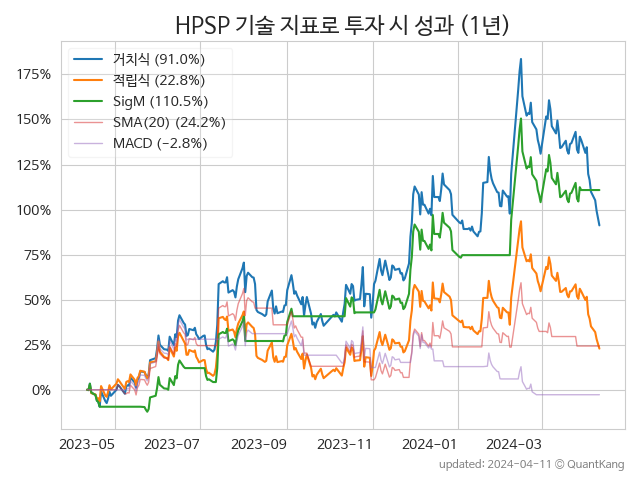 HPSP 기술 지표로 투자 시 성과 (1년)
거치식 (91.0%)
적립식 (22.8%)
SigM (110.5%)
SMA(20) (24.2%)
MACD (−2.8%)
175%
150%
125%
100%
75%
50%
25%
0%
2023-05 2023-07 2023-09 2023-11 2024-01 2024-03
updated: 2024-04-11 © QuantKang